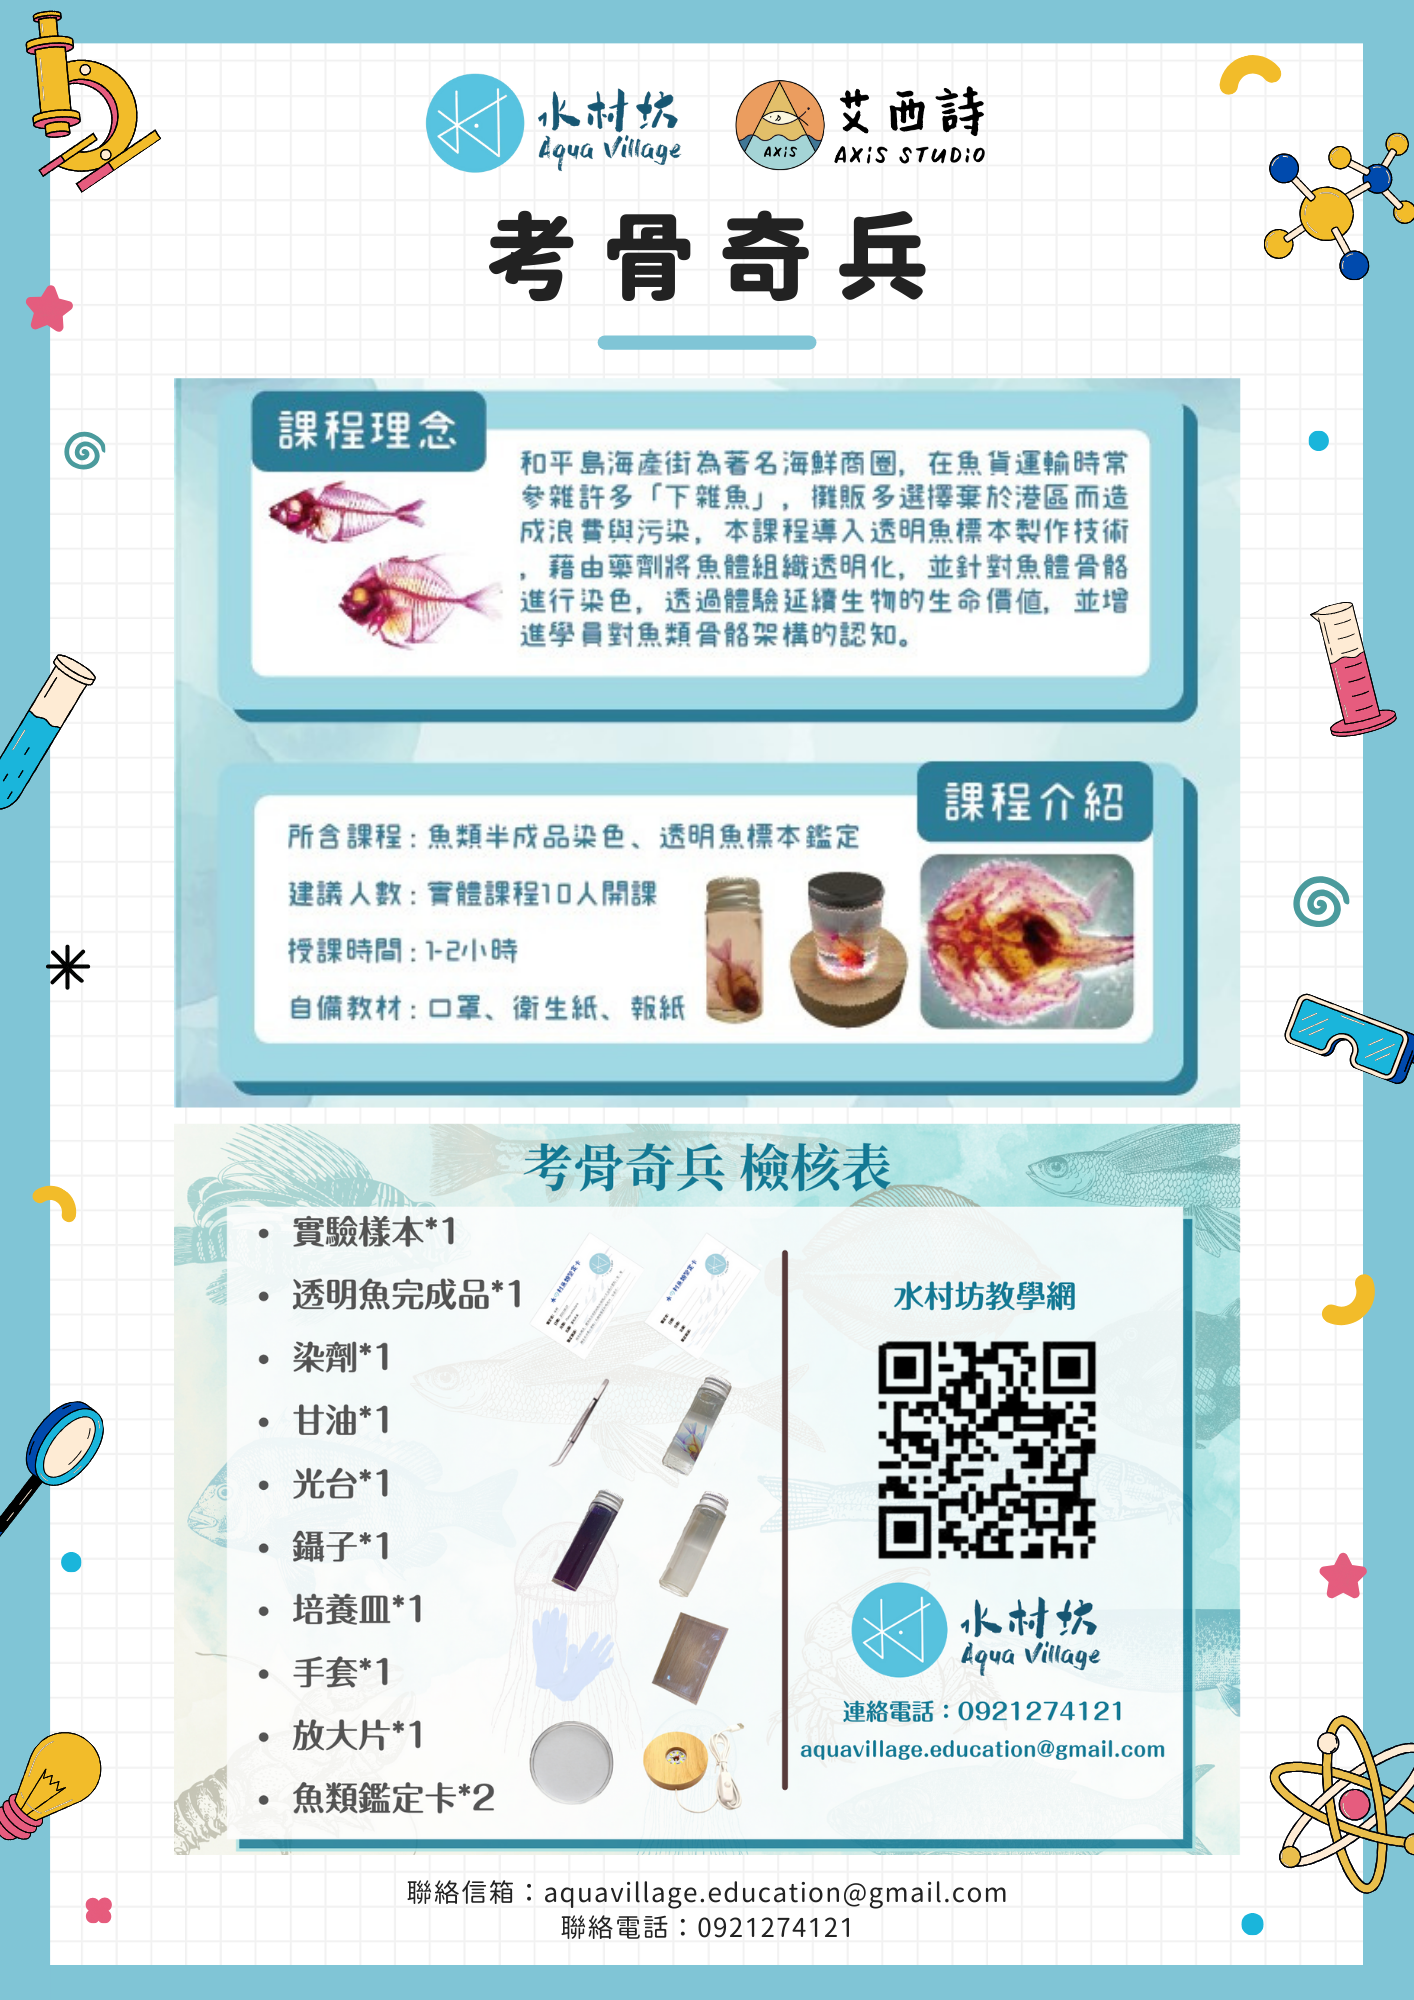 水村坊
Aqua Village
AXiS
艾西詩
AXiS STUDiO
考骨奇兵
課程理念
和平島海產街為著名海鮮商圈，在魚貨運輸時常
參雜許多「下雜魚」，攤販多選擇棄於港區而造
成浪費與污染，本課程導入透明魚標本製作技術
，藉由藥劑將魚體組織透明化，並針對魚體骨骼
進行染色，透過體驗延續生物的生命價值，並增
進學員對魚類骨骼架構的認知。
課程介紹
所含課程：魚類半成品染色、透明魚標本鑑定
建議人數：實體課程10人開課
授課時間：1-2小時
自備教材：口罩、衛生紙、報紙
考骨奇兵 檢核表
• 實驗樣本*1
• 透明魚完成品*1
• 染劑*1
• 甘油*1
• 光台*1
• 鑷子*1
• 培養皿*1
• 手套*1
• 放大片*1
• 魚類鑑定卡*2
水村坊教學網
水村坊
Aqua Village
連絡電話：0921274121
aquavillage.education@gmail.com
聯絡信箱：aquavillage.education@gmail.com
聯絡電話：0921274121